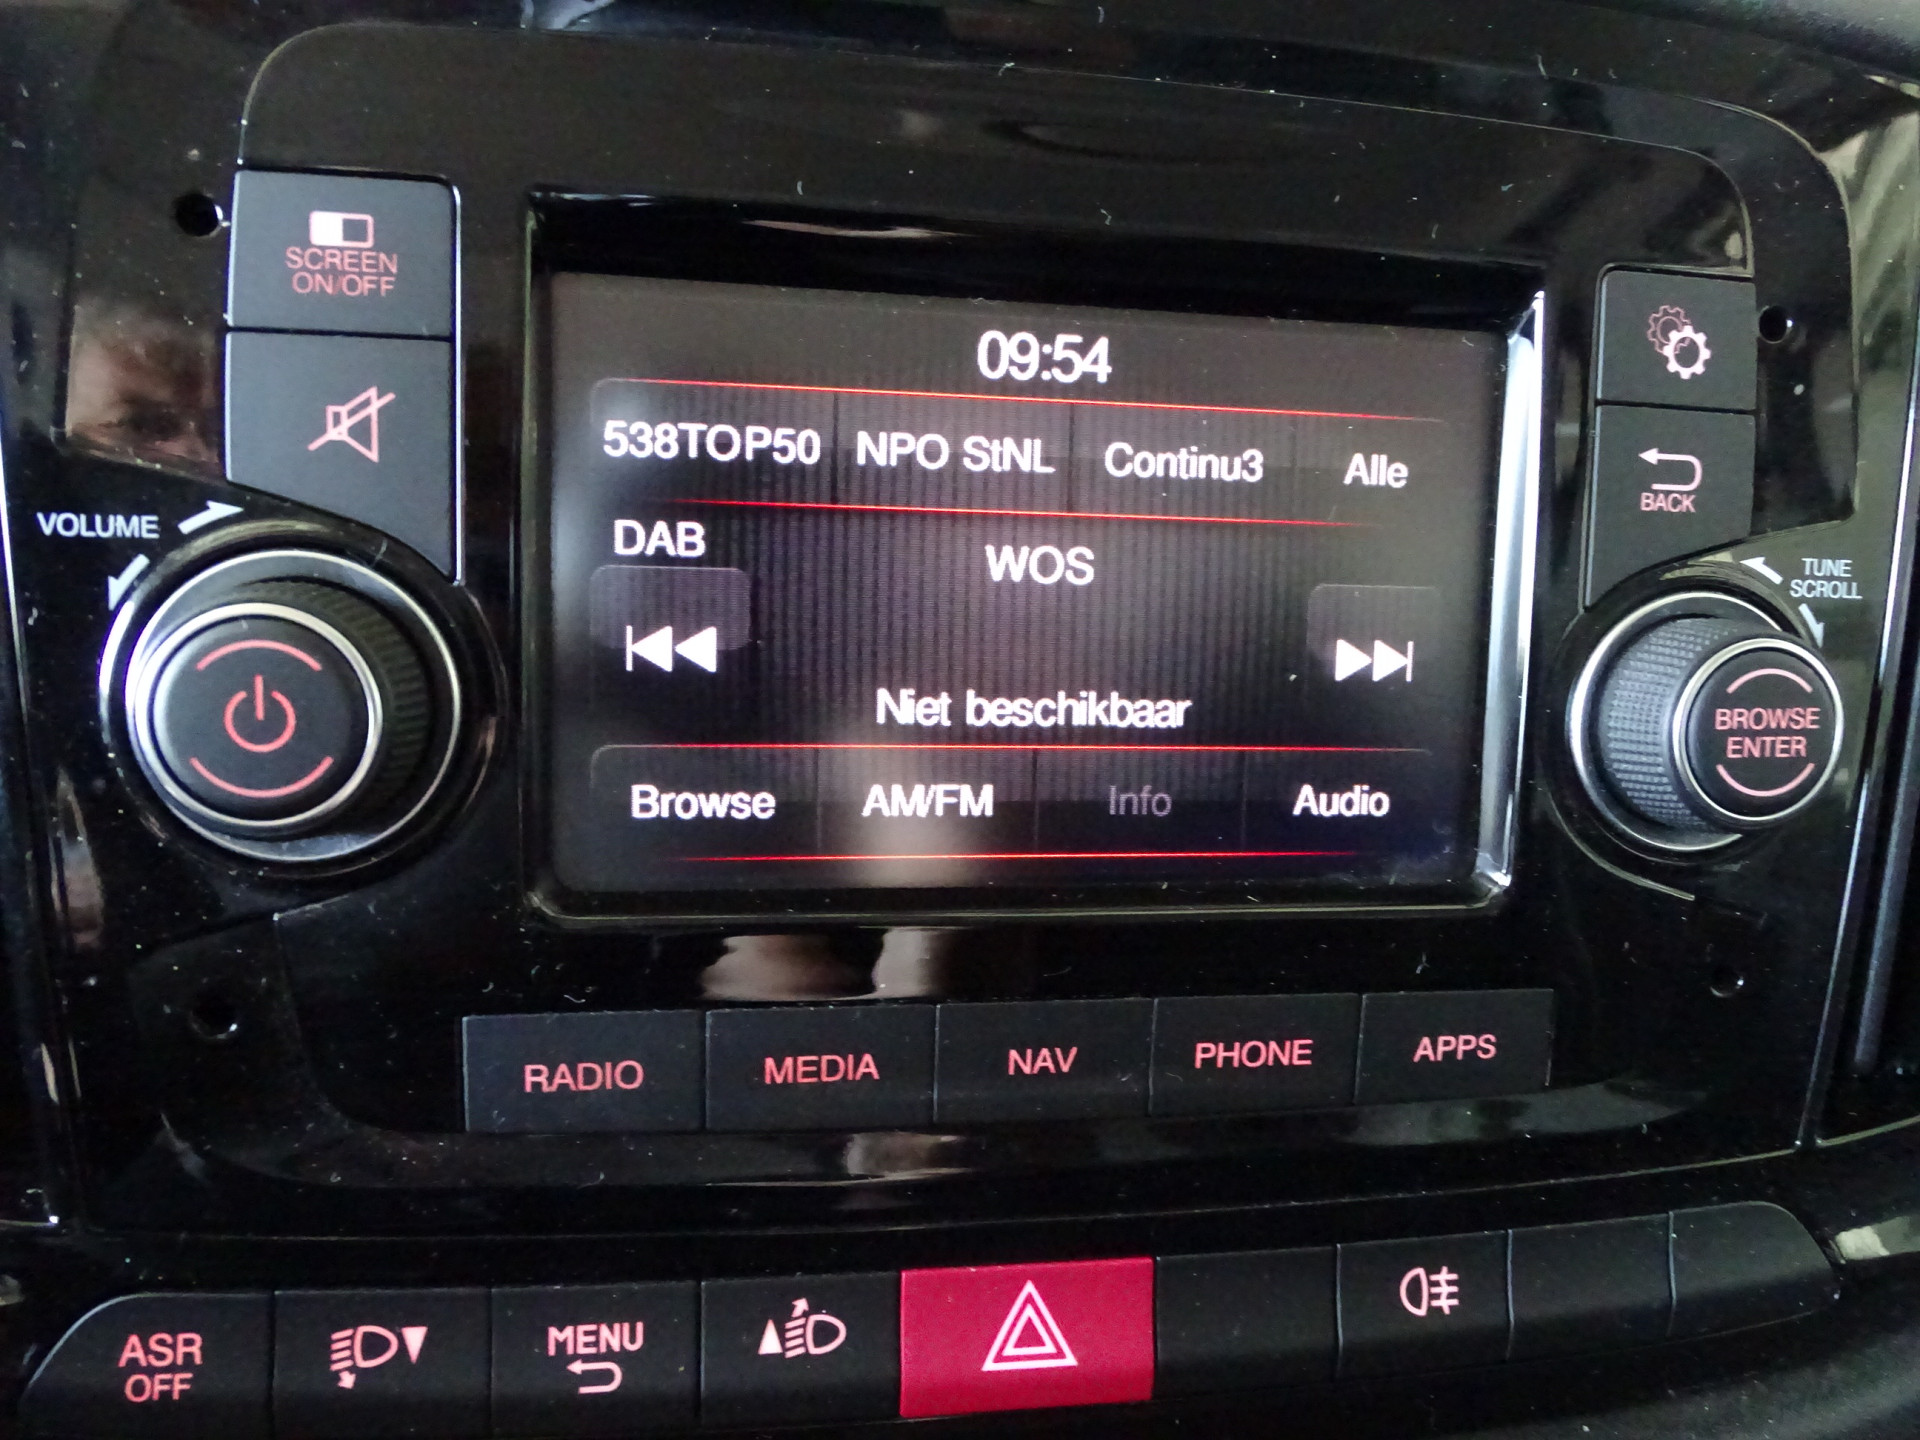 SCREEN
ON/OFF
VOLUME
09:54
538TOP50 NPO StNL Continu3 Alle
DAB
WOS
Niet beschikbaar
Browse AM/FM Info Audio
BACK
TUNE
SCROLL
BROWSE
ENTER
RADIO MEDIA NAV PHONE APPS
ASR
OFF
MENU